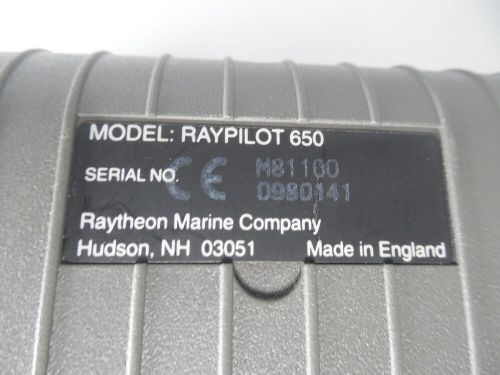 MODEL: RAYPILOT 650
SERIAL NO. CE M81100
0980141
Raytheon Marine Company
Hudson, NH 03051 Made in England